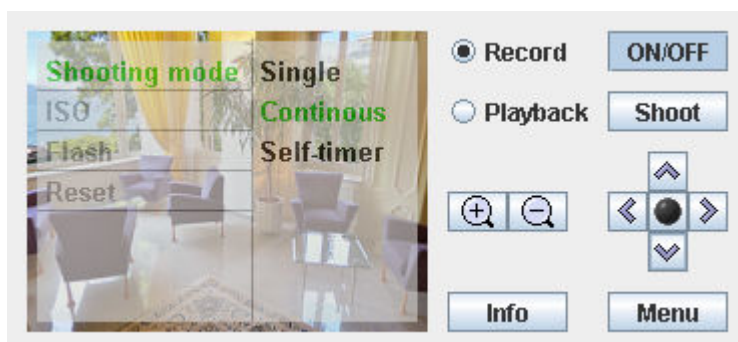 Shooting mode
ISO
Flash
Reset
Single
Continous
Self-timer
Record
Playback
ON/OFF
Shoot
Info
Menu